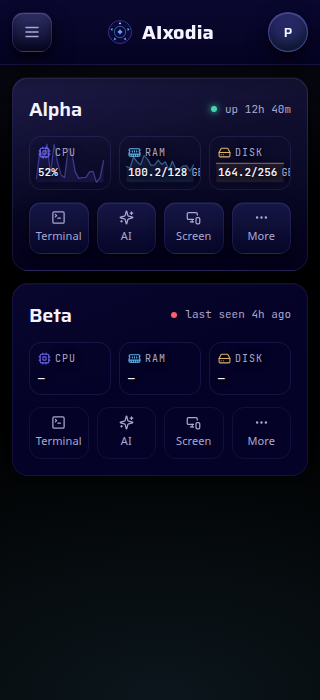 AIxodia
P
Alpha
up 12h 40m
CPU
52%
RAM
100.2/128 GB
DISK
164.2/256 GB
Terminal
AI
Screen
More
Beta
last seen 4h ago
CPU
—
RAM
—
DISK
—
Terminal
AI
Screen
More